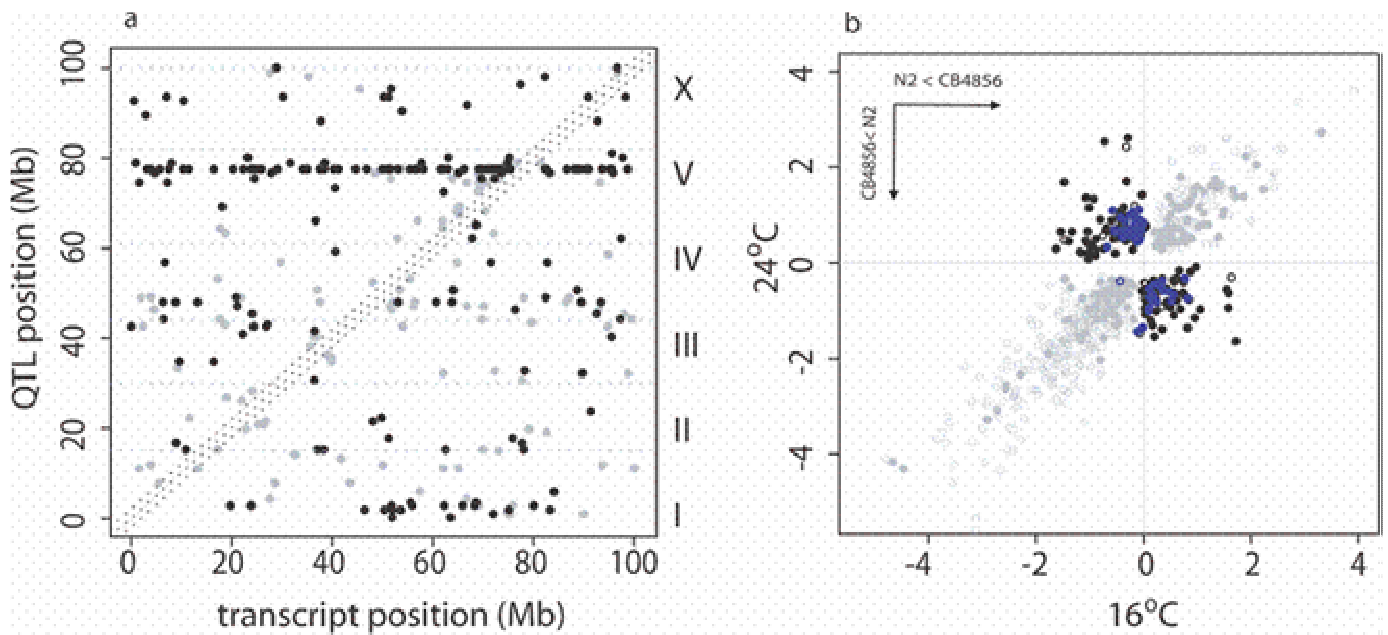 a
QTL position (Mb)
100
80
60
40
20
0
X
V
IV
III
II
I
0 20 40 60 80 100
transcript position (Mb)
b
24°C
4
2
0
-2
-4
N2 < CB4856
CB4856< N2
-4 -2 0 2 4
16°C